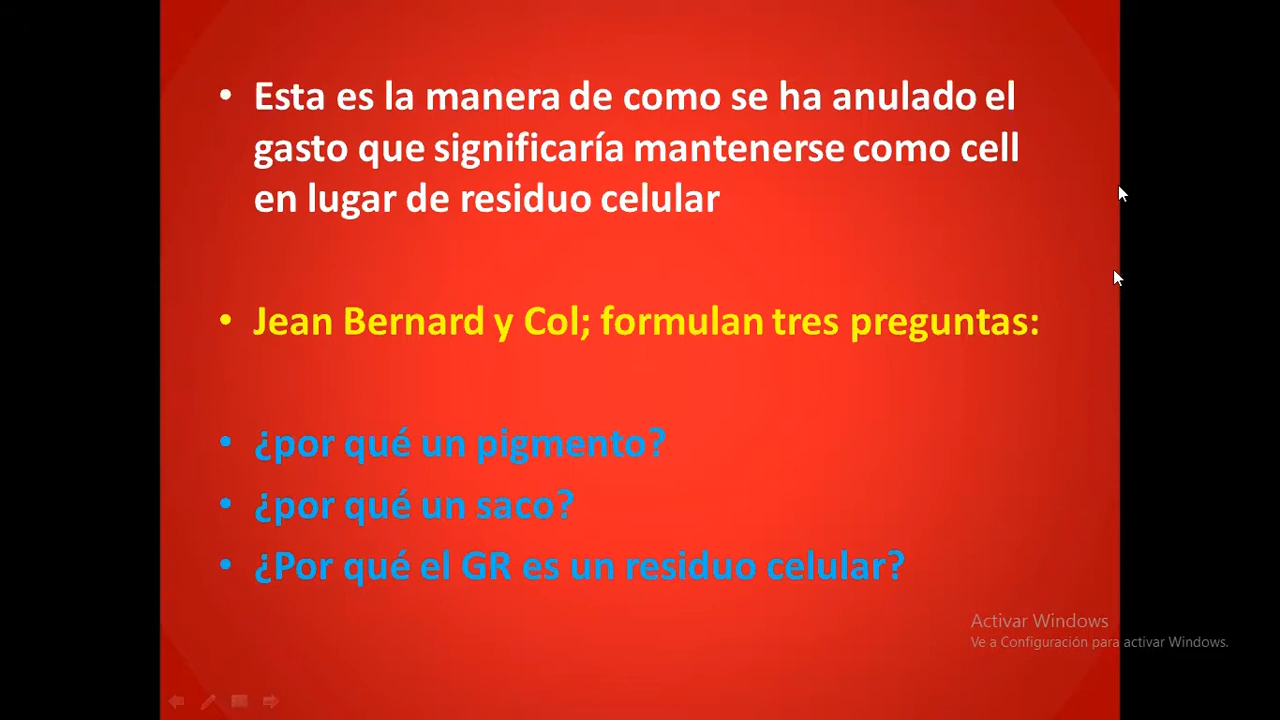 • Esta es la manera de como se ha anulado el
gasto que significaría mantenerse como cell
en lugar de residuo celular
• Jean Bernard y Col; formulan tres preguntas:
• ¿por qué un pigmento?
• ¿por qué un saco?
• ¿Por qué el GR es un residuo celular?
Activar Windows
Ve a Configuración para activar Windows.